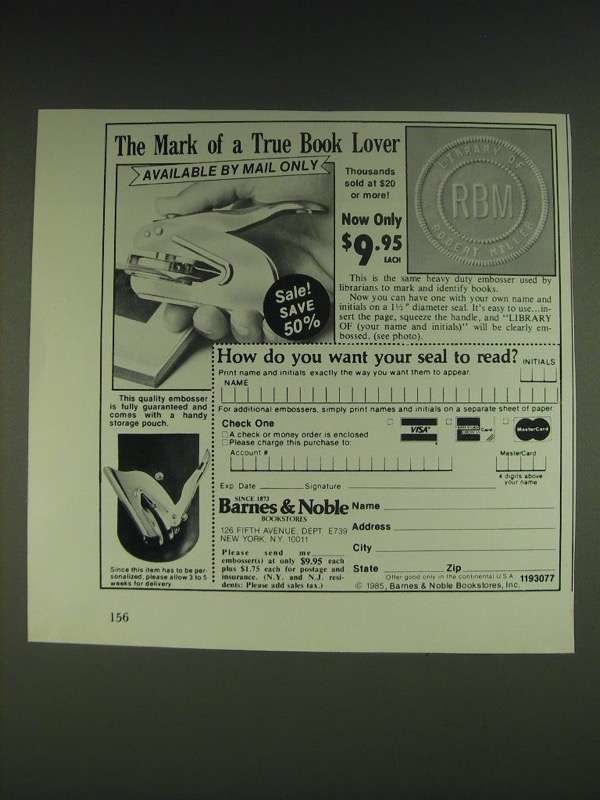 The Mark of a True Book Lover
AVAILABLE BY MAIL ONLY
Thousands
sold at $20
or more!
Now Only
$9.95
EACH
Sale!
SAVE
50%
LIBRARY OF
RBM
ROBERT
This is the same heavy duty embosser used by
librarians to mark and identify books.
Now you can have one with your own name and
initials on a 1½" diameter seal. It's easy to use...in-
sert the page, squeeze the handle, and "LIBRARY
OF (your name and initials)" will be clearly em-
bossed. (see photo).
This quality embosser
is fully guaranteed and
comes with a handy
storage pouch.
Since this item has to be per-
sonalized, please allow 3 to 5
weeks for delivery
How do you want your seal to read?
INITIALS
Print name and initials exactly the way you want them to appear.
NAME
For additional embossers, simply print names and initials on a separate sheet of paper
Check One
A check or money order is enclosed
Please charge this purchase to:
VISA
MasterCard
Account #
MasterCard
4 digits above
your name
Exp. Date Signature
SINCE 1873
Barnes & Noble
BOOKSTORES
126 FIFTH AVENUE, DEPT E739
NEW YORK, N.Y. 10011
Please send me
embosser(s) at only $9.95 each
plus $1.75 each for postage and
insurance. (N.Y. and N.J. resi-
dents: Please add sales tax.)
Name
Address
City
State Zip
Offer good only in the continental U.S.A. 1193077
© 1985, Barnes & Noble Bookstores, Inc.
156